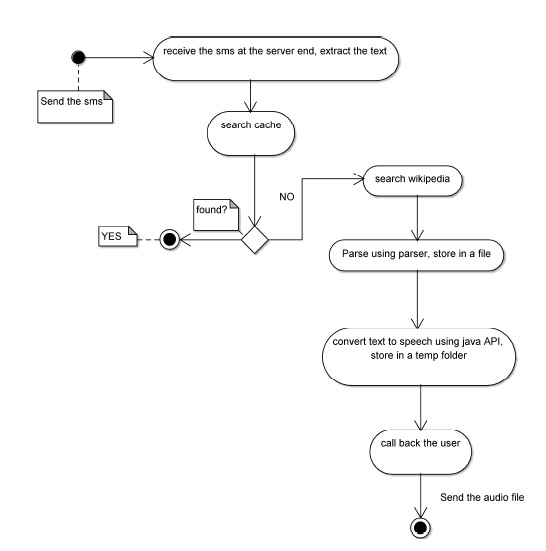 receive the sms at the server end, extract the text
Send the sms
search cache
search wikipedia
NO
found?
YES
Parse using parser, store in a file
convert text to speech using java API,
store in a temp folder
call back the user
Send the audio file